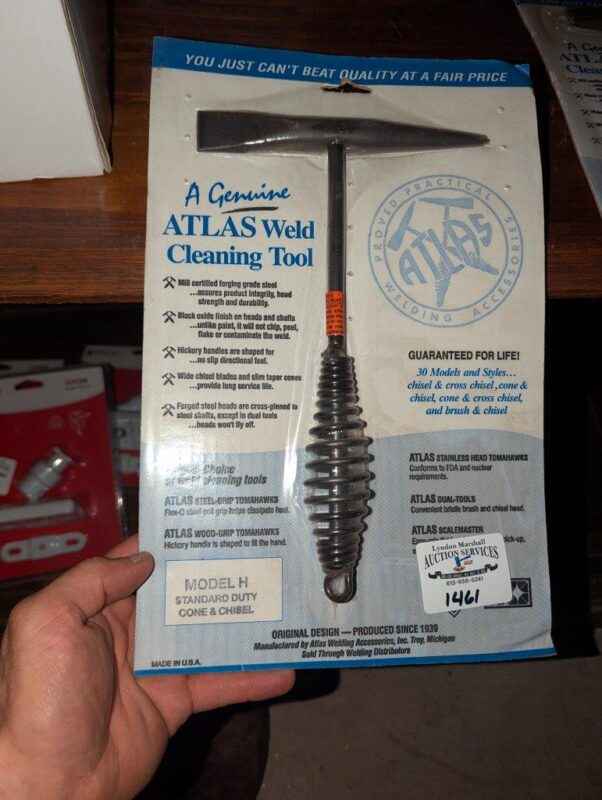 YOU JUST CAN'T BEAT QUALITY AT A FAIR PRICE
A Genuine
ATLAS Weld
Cleaning Tool
PROVED PRACTICAL
ATLAS
WELDING ACCESSORIES
Mill certified forging grade steel
...assures product integrity, head
strength and durability.
Black oxide finish on heads and shafts
...unlike paint, it will not chip, peel,
flake or contaminate the weld.
Hickory handles are shaped for
...no slip directional feel.
Wide chisel blades and slim taper cones
...provide long service life.
Forged steel heads are cross-pinned to
steel shafts, except in dual tools
...heads won't fly off.
GUARANTEED FOR LIFE!
30 Models and Styles...
chisel & cross chisel, cone &
chisel, cone & cross chisel,
and brush & chisel
Choice
cleaning tools
ATLAS STEEL-GRIP TOMAHAWKS
ATLAS WOOD-GRIP TOMAHAWKS
Hickory handle is shaped to fit the hand.
ATLAS STAINLESS HEAD TOMAHAWKS
Conforms to FDA and nuclear
requirements.
ATLAS DUAL-TOOLS
Convenient bristle brush and chisel head.
ATLAS SCALEMASTER
Lyndon Marshall
AUCTION SERVICES
1461
MODEL H
STANDARD DUTY
CONE & CHISEL
ORIGINAL DESIGN — PRODUCED SINCE 1939
Manufactured by Atlas Welding Accessories, Inc. Troy, Michigan
Sold Through Welding Distributors
MADE IN U.S.A.
A Genuine
ATLAS
Clean